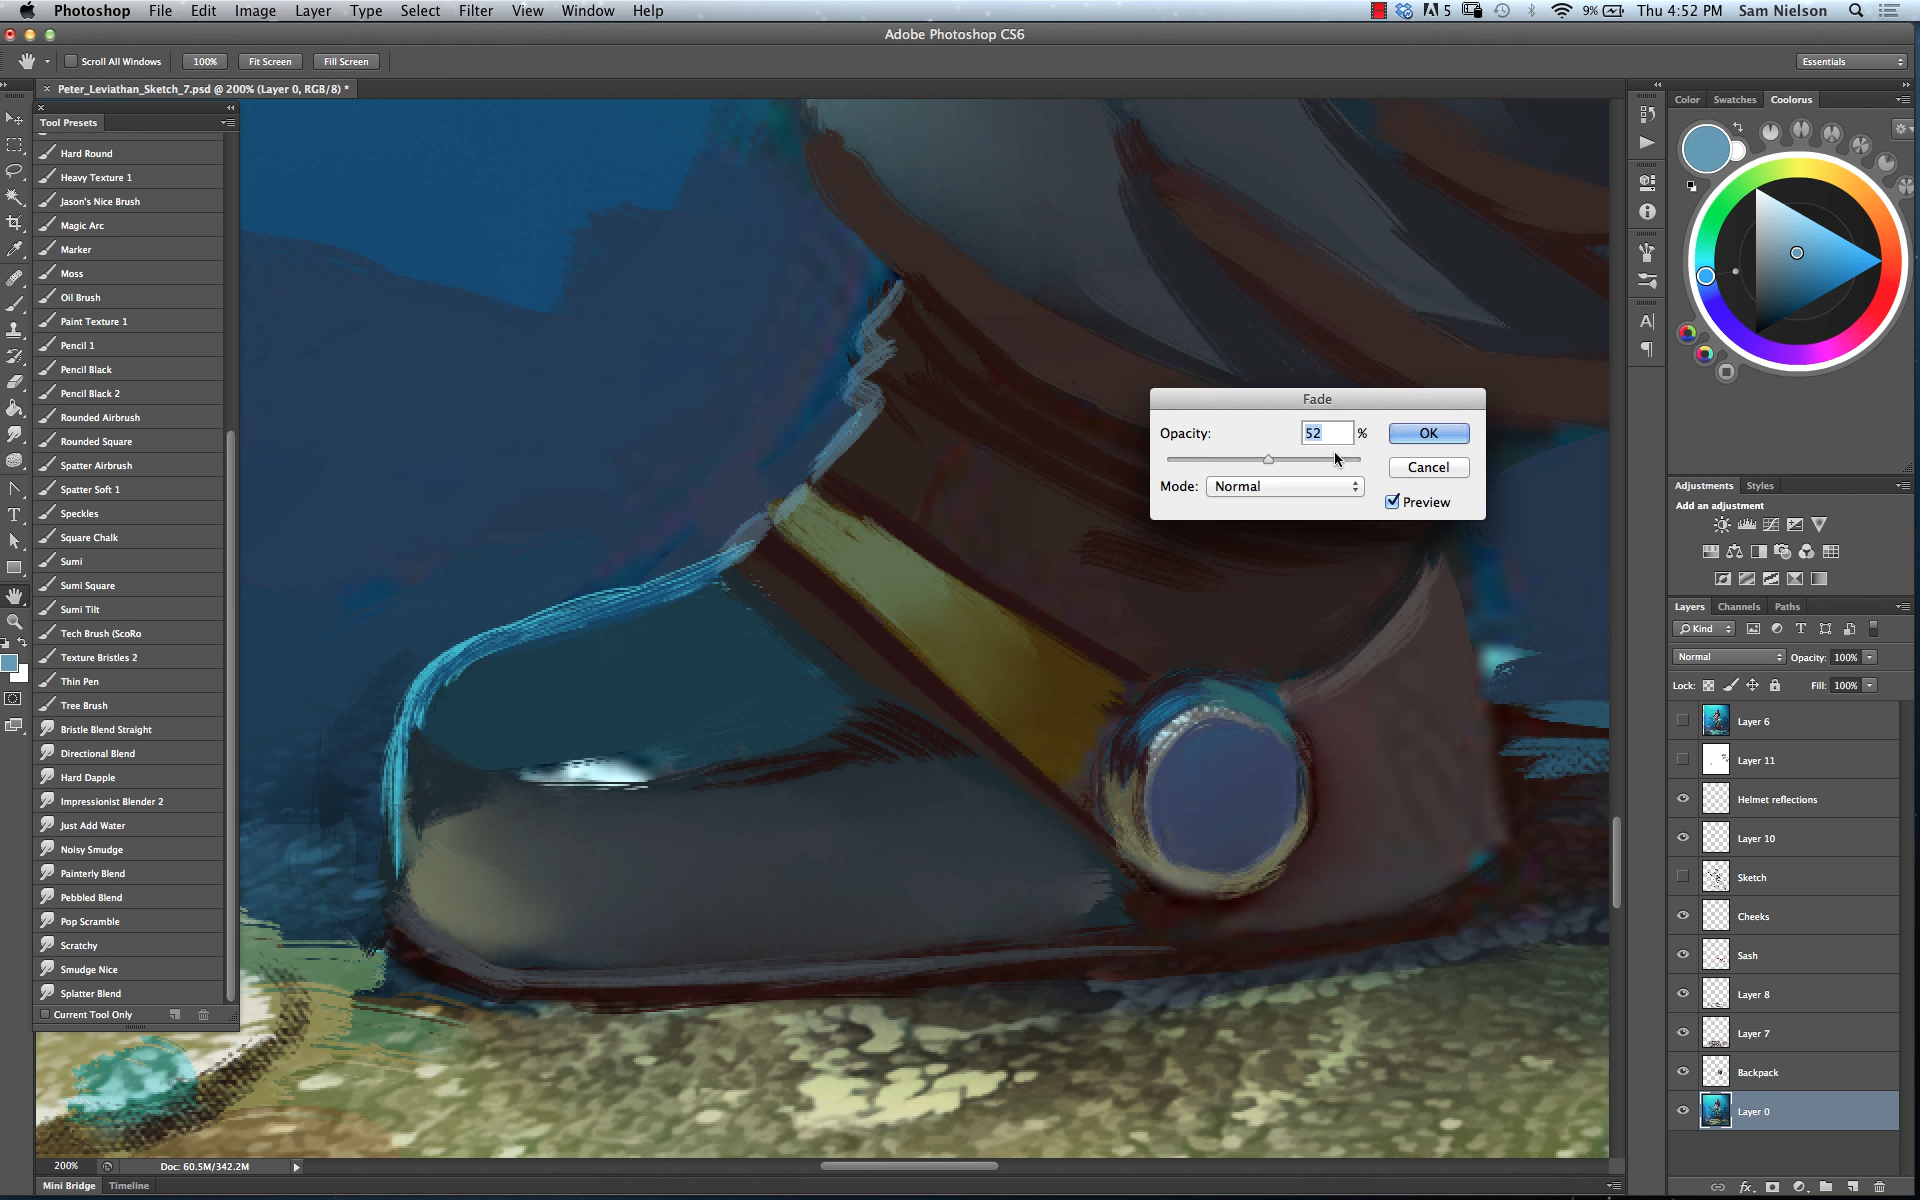 Photoshop File Edit Image Layer Type Select Filter View Window Help 5 9% Thu 4:52 PM Sam Nielson
Adobe Photoshop CS6
Scroll All Windows 100% Fit Screen Fill Screen Essentials
Peter_Leviathan_Sketch_7.psd @ 200% (Layer 0, RGB/8) *
Tool Presets
Hard Round
Heavy Texture 1
Jason's Nice Brush
Magic Arc
Marker
Moss
Oil Brush
Paint Texture 1
Pencil 1
Pencil Black
Pencil Black 2
Rounded Airbrush
Rounded Square
Spatter Airbrush
Spatter Soft 1
Speckles
Square Chalk
Sumi
Sumi Square
Sumi Tilt
Tech Brush (ScoRo
Texture Bristles 2
Thin Pen
Tree Brush
Bristle Blend Straight
Directional Blend
Hard Dapple
Impressionist Blender 2
Just Add Water
Noisy Smudge
Painterly Blend
Pebbled Blend
Pop Scramble
Scratchy
Smudge Nice
Splatter Blend
Current Tool Only
Fade
Opacity: 52 % OK
Cancel
Mode: Normal
Preview
Color Swatches Coolorus
Adjustments Styles
Add an adjustment
Layers Channels Paths
Kind
Normal Opacity: 100%
Lock: Fill: 100%
Layer 6
Layer 11
Helmet reflections
Layer 10
Sketch
Cheeks
Sash
Layer 8
Layer 7
Backpack
Layer 0
200% Doc: 60.5M/342.2M
Mini Bridge Timeline